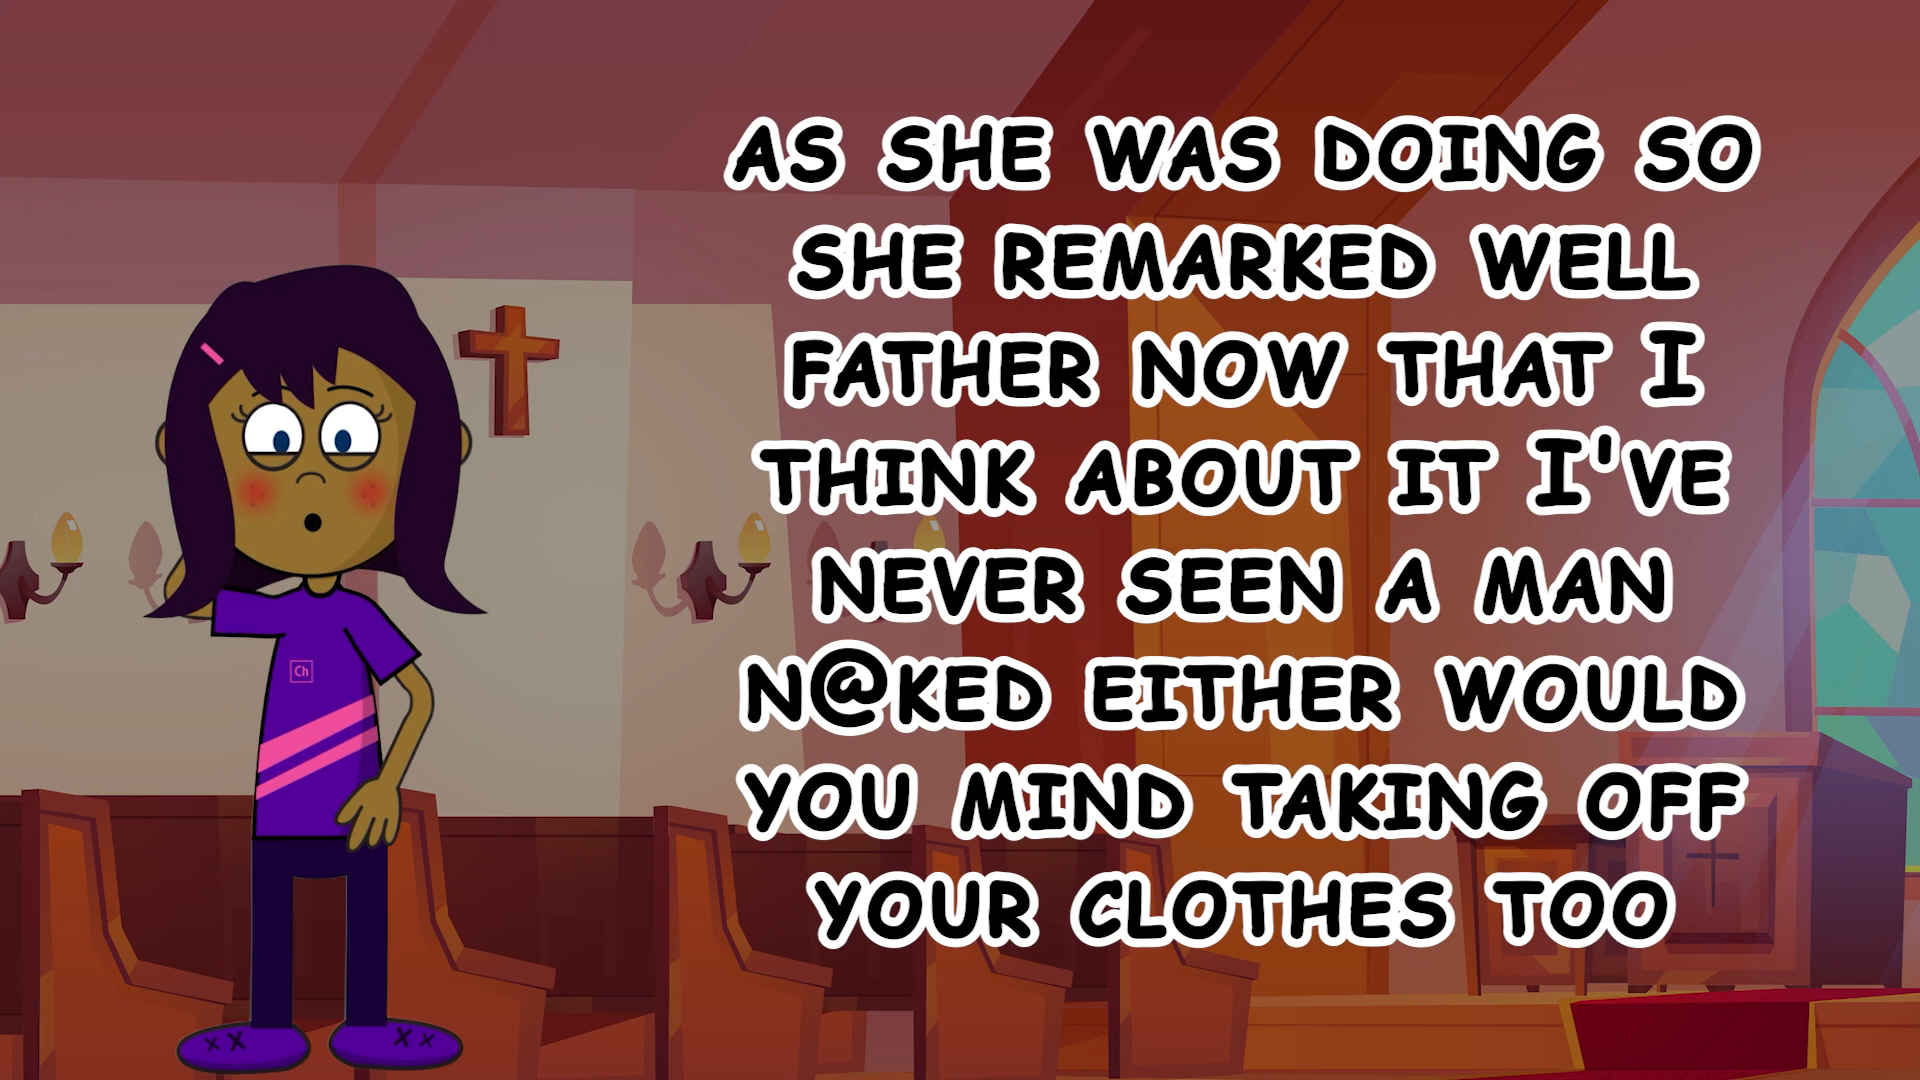 AS SHE WAS DOING SO
SHE REMARKED WELL
FATHER NOW THAT I
THINK ABOUT IT I'VE
NEVER SEEN A MAN
N@KED EITHER WOULD
YOU MIND TAKING OFF
YOUR CLOTHES TOO
Ch